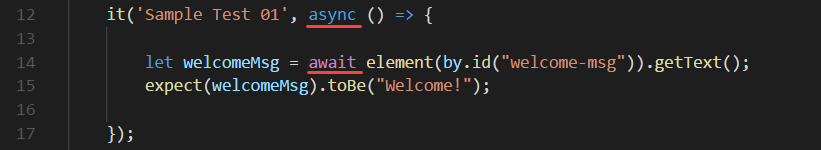 12 it('Sample Test 01', async () => {
13
14 let welcomeMsg = await element(by.id("welcome-msg")).getText();
15 expect(welcomeMsg).toBe("Welcome!");
16
17 });